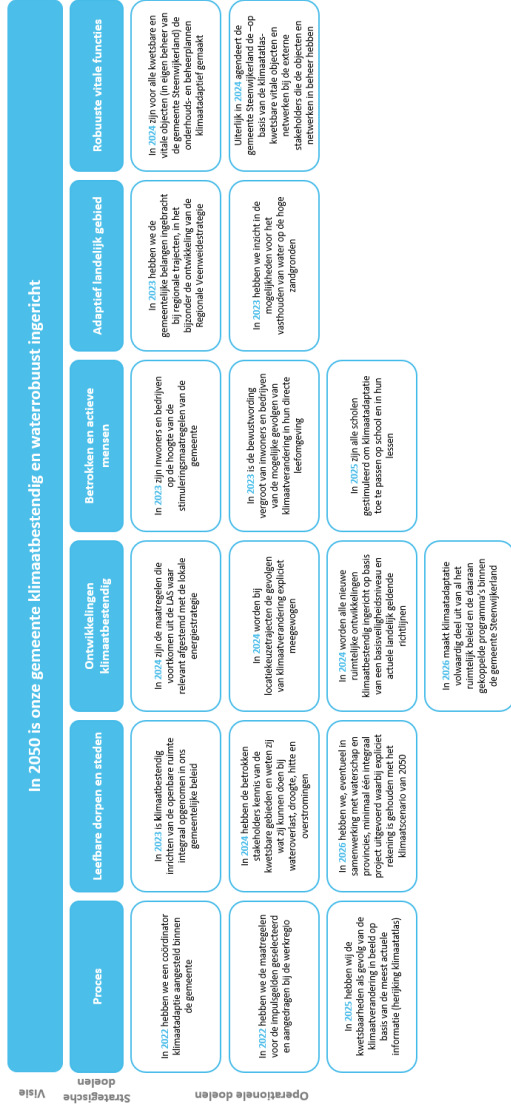 Visie
In 2050 is onze gemeente klimaatbestendig en waterrobuust ingericht
Strategische
doelen
Proces
Leefbare dorpen en steden
Ontwikkelingen
klimaatbestendig
Betrokken en actieve
mensen
Adaptief landelijk gebied
Robuuste vitale functies
Operationele doelen
In 2022 hebben we een coördinator
klimaatadaptie aangesteld binnen
de gemeente
In 2023 is klimaatbestendig
inrichten van de openbare ruimte
integraal opgenomen in ons
gemeentelijke beleid
In 2024 zijn de maatregelen die
voortkomen uit de LAS waar
relevant afgestemd met de lokale
energiestrategie
In 2023 zijn inwoners en bedrijven
op de hoogte van de
stimuleringsmaatregelen van de
gemeente
In 2023 hebben we de
gemeentelijke belangen ingebracht
bij regionale trajecten, in het
bijzonder de ontwikkeling van de
Regionale Veenweidestrategie
In 2024 zijn voor alle kwetsbare en
vitale objecten (in eigen beheer van
de gemeente Steenwijkerland) de
onderhouds- en beheerplannen
klimaatadaptief gemaakt
In 2022 hebben we de maatregelen
voor de impulsgelden geselecteerd
en aangedragen bij de werkregio
In 2024 hebben de betrokken
stakeholders kennis van de
kwetsbare gebieden en weten zij
wat zij kunnen doen bij
wateroverlast, droogte, hitte en
overstromingen
In 2024 worden bij
locatiekeuzetrajecten de gevolgen
van klimaatverandering expliciet
meegewogen
In 2023 is de bewustwording
vergroot van inwoners en bedrijven
van de mogelijke gevolgen van
klimaatverandering in hun directe
leefomgeving
In 2023 hebben we inzicht in de
mogelijkheden voor het
vasthouden van water op de hoge
zandgronden
Uiterlijk in 2024 agendeert de
gemeente Steenwijkerland de –op
basis van de klimaatatlas-
kwetsbare vitale objecten en
netwerken bij de externe
stakeholders die de objecten en
netwerken in beheer hebben
In 2025 hebben wij de
kwetsbaarheden als gevolg van de
klimaatverandering in beeld op
basis van de meest actuele
informatie (herijking klimaatatlas)
In 2026 hebben we, eventueel in
samenwerking met waterschap en
provincies, minimaal één integraal
project uitgevoerd waarbij expliciet
rekening is gehouden met het
klimaatscenario van 2050
In 2024 worden alle nieuwe
ruimtelijke ontwikkelingen
klimaatbestendig ingericht op basis
van een basisveiligheidsniveau en
actuele landelijk geldende
richtlijnen
In 2025 zijn alle scholen
gestimuleerd om klimaatadaptatie
toe te passen op school en in hun
lessen
In 2026 maakt klimaatadaptatie
volwaardig deel uit van al het
ruimtelijk beleid en de daaraan
gekoppelde programma's binnen
de gemeente Steenwijkerland